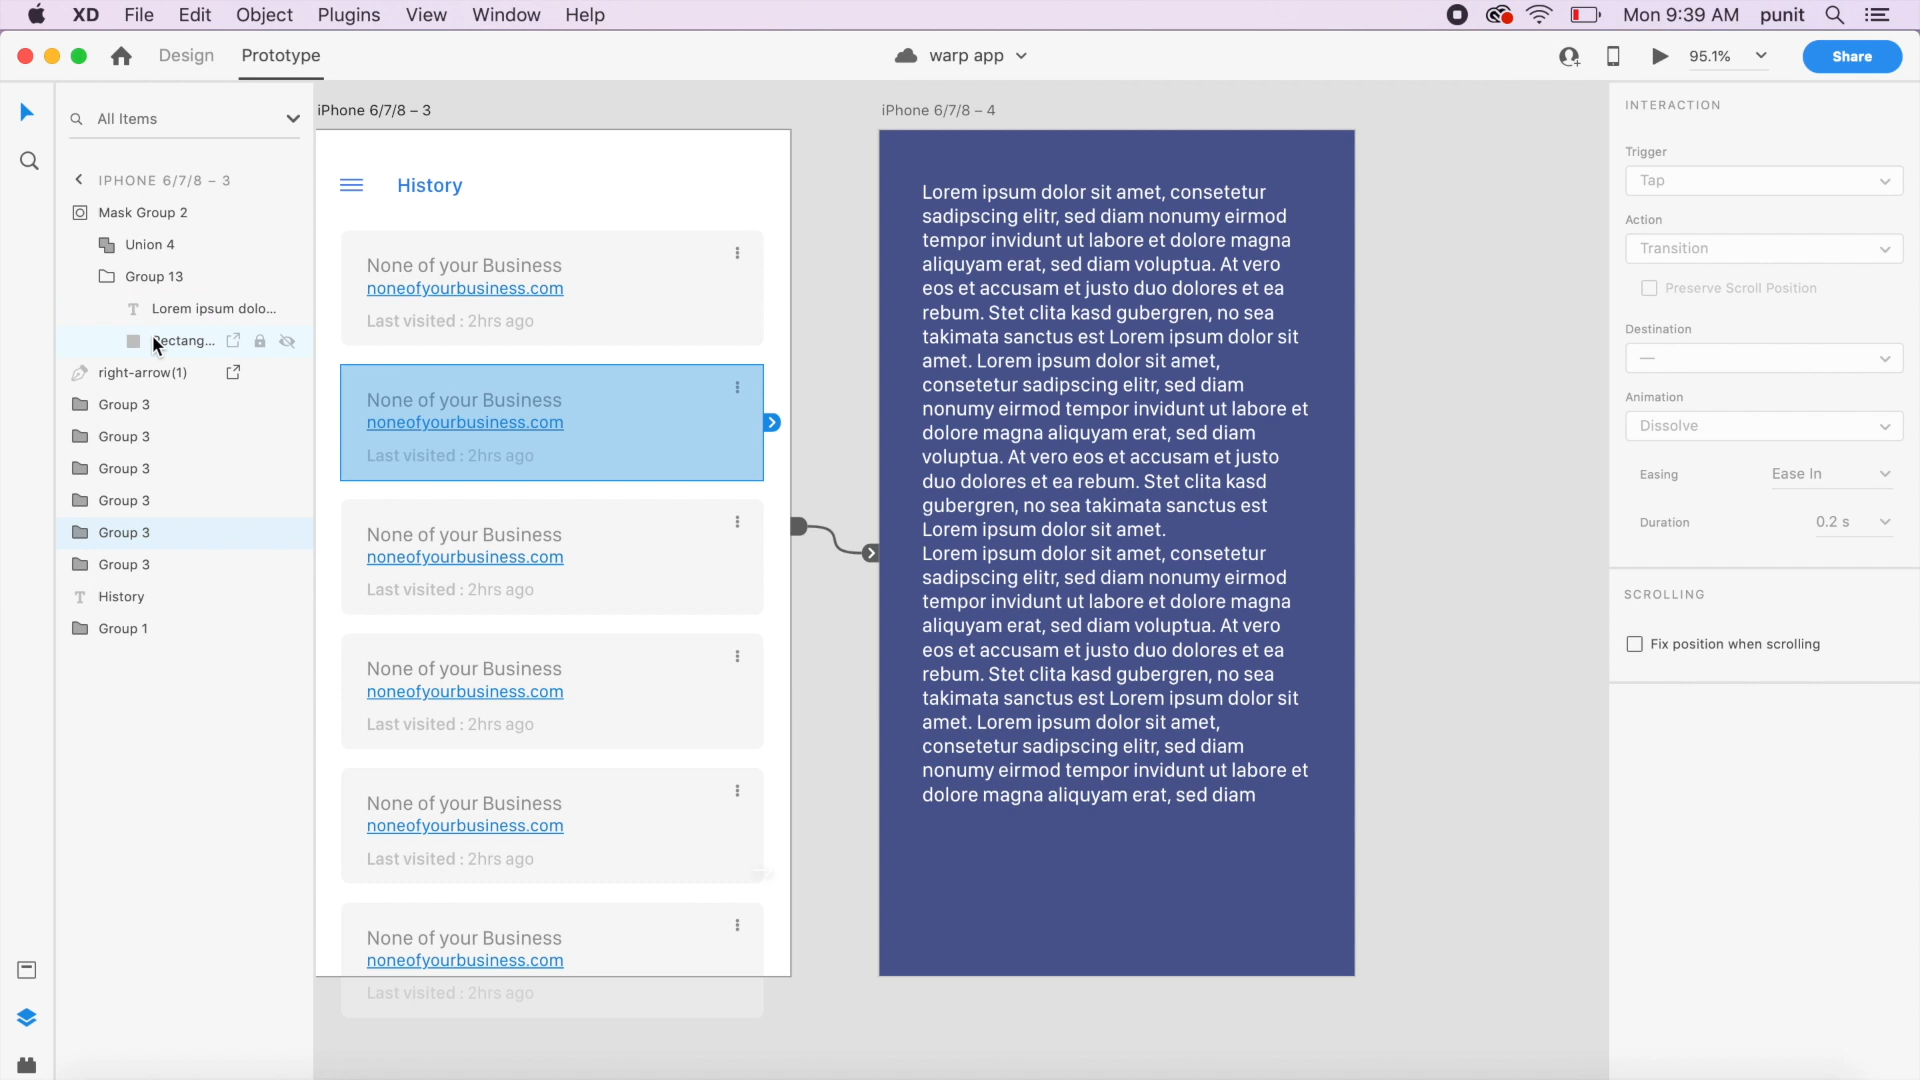 XD File Edit Object Plugins View Window Help Mon 9:39 AM punit
Design Prototype warp app 95.1% Share
All Items
IPHONE 6/7/8 – 3
Mask Group 2
Union 4
Group 13
Lorem ipsum dolo...
right-arrow(1)
Group 3
Group 3
Group 3
Group 3
Group 3
Group 3
History
Group 1
iPhone 6/7/8 – 3
History
None of your Business
noneofyourbusiness.com
Last visited : 2hrs ago
None of your Business
noneofyourbusiness.com
Last visited : 2hrs ago
None of your Business
noneofyourbusiness.com
Last visited : 2hrs ago
None of your Business
noneofyourbusiness.com
Last visited : 2hrs ago
None of your Business
noneofyourbusiness.com
Last visited : 2hrs ago
None of your Business
noneofyourbusiness.com
Last visited : 2hrs ago
iPhone 6/7/8 – 4
Lorem ipsum dolor sit amet, consetetur
sadipscing elitr, sed diam nonumy eirmod
tempor invidunt ut labore et dolore magna
aliquyam erat, sed diam voluptua. At vero
eos et accusam et justo duo dolores et ea
rebum. Stet clita kasd gubergren, no sea
takimata sanctus est Lorem ipsum dolor sit
amet. Lorem ipsum dolor sit amet,
consetetur sadipscing elitr, sed diam
nonumy eirmod tempor invidunt ut labore et
dolore magna aliquyam erat, sed diam
voluptua. At vero eos et accusam et justo
duo dolores et ea rebum. Stet clita kasd
gubergren, no sea takimata sanctus est
Lorem ipsum dolor sit amet.
Lorem ipsum dolor sit amet, consetetur
sadipscing elitr, sed diam nonumy eirmod
tempor invidunt ut labore et dolore magna
aliquyam erat, sed diam voluptua. At vero
eos et accusam et justo duo dolores et ea
rebum. Stet clita kasd gubergren, no sea
takimata sanctus est Lorem ipsum dolor sit
amet. Lorem ipsum dolor sit amet,
consetetur sadipscing elitr, sed diam
nonumy eirmod tempor invidunt ut labore et
dolore magna aliquyam erat, sed diam
INTERACTION
Trigger
Tap
Action
Transition
Preserve Scroll Position
Destination
—
Animation
Dissolve
Easing Ease In
Duration 0.2 s
SCROLLING
Fix position when scrolling